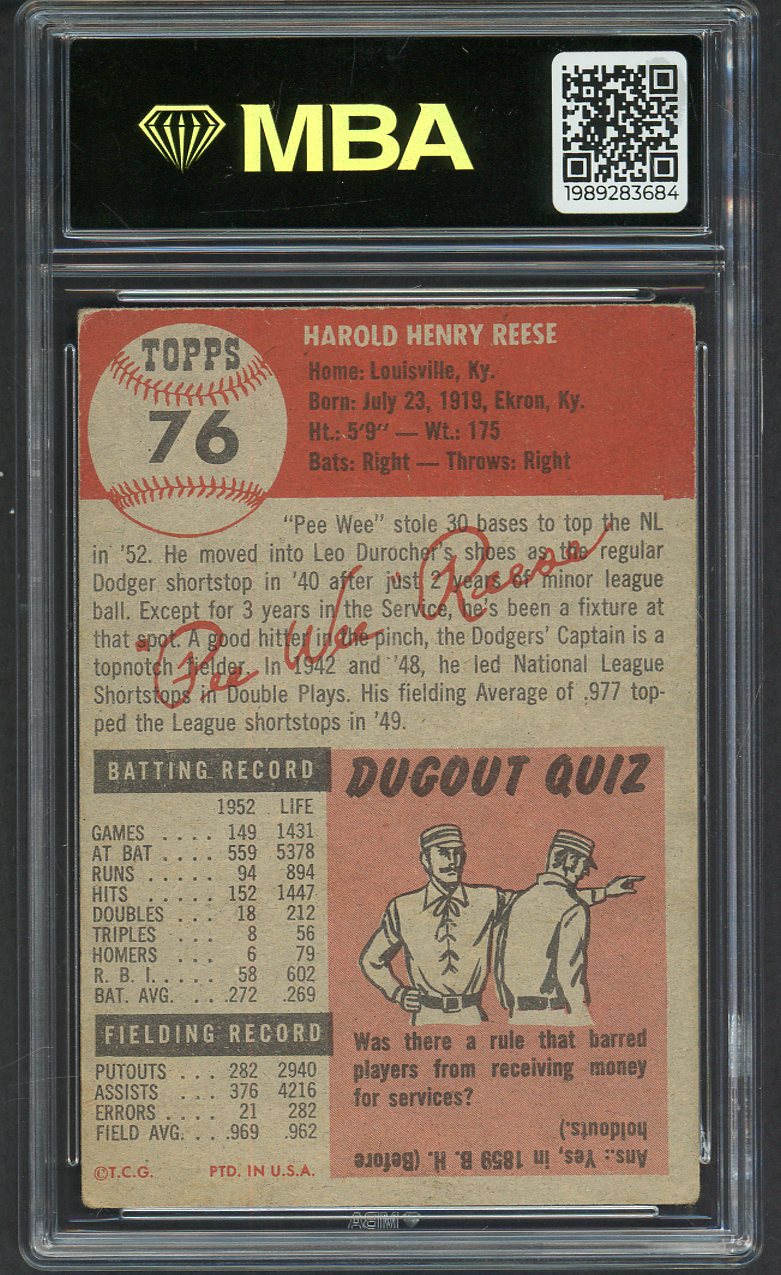 MBA
1989283684
TOPPS
76
HAROLD HENRY REESE
Home: Louisville, Ky.
Born: July 23, 1919, Ekron, Ky.
Ht.: 5'9" — Wt.: 175
Bats: Right — Throws: Right
"Pee Wee" stole 30 bases to top the NL
in '52. He moved into Leo Durocher's shoes as the regular
Dodger shortstop in '40 after just 2 years of minor league
ball. Except for 3 years in the Service, he's been a fixture at
that spot. A good hitter in the pinch, the Dodgers' Captain is a
topnotch fielder. In 1942 and '48, he led National League
Shortstops in Double Plays. His fielding Average of .977 top-
ped the League shortstops in '49.
"Pee Wee" Reese
BATTING RECORD
1952 LIFE
GAMES .... 149 1431
AT BAT .... 559 5378
RUNS ..... 94 894
HITS ..... 152 1447
DOUBLES .. 18 212
TRIPLES ... 8 56
HOMERS ... 6 79
R. B. I. .... 58 602
BAT. AVG. ... .272 .269
FIELDING RECORD
PUTOUTS ... 282 2940
ASSISTS .... 376 4216
ERRORS .... 21 282
FIELD AVG. ... .969 .962
©T.C.G. PTD. IN U.S.A.
DUGOUT QUIZ
Was there a rule that barred
players from receiving money
for services?
Ans.: Yes, in 1859 B. H. (Before
holdouts.)
MBA